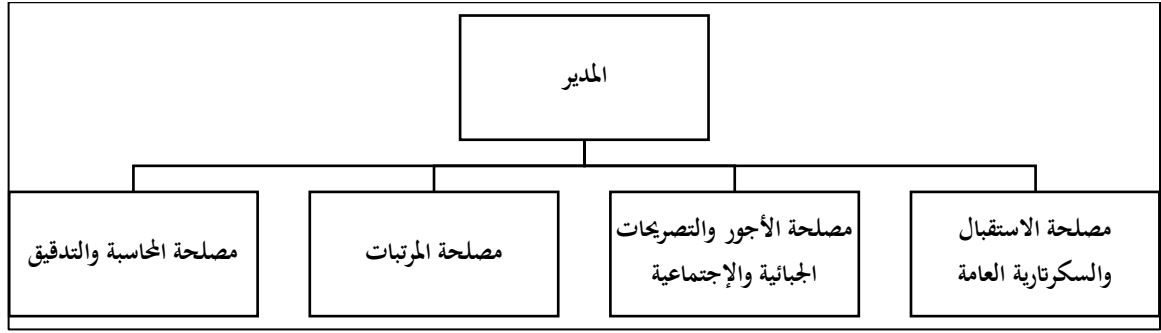 المدير
مصلحة الاستقبال
والسكرتارية العامة
مصلحة الأجور والتصريحات
الجبائية والإجتماعية
مصلحة المرتبات
مصلحة المحاسبة والتدقيق